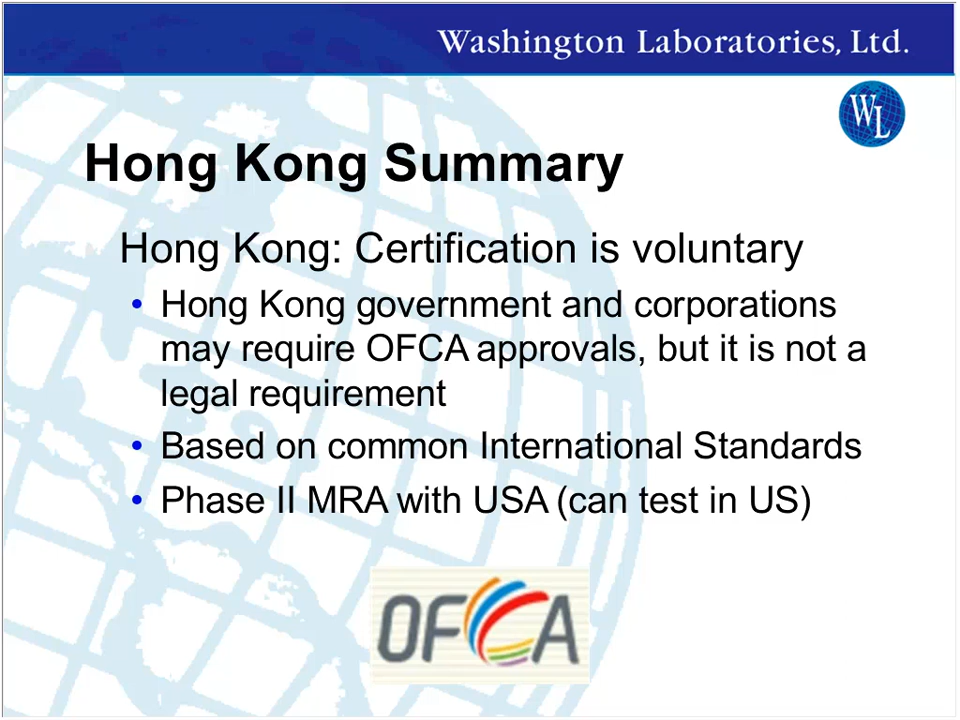 Washington Laboratories, Ltd.
WL
Hong Kong Summary
Hong Kong: Certification is voluntary
• Hong Kong government and corporations
may require OFCA approvals, but it is not a
legal requirement
• Based on common International Standards
• Phase II MRA with USA (can test in US)
OFCA